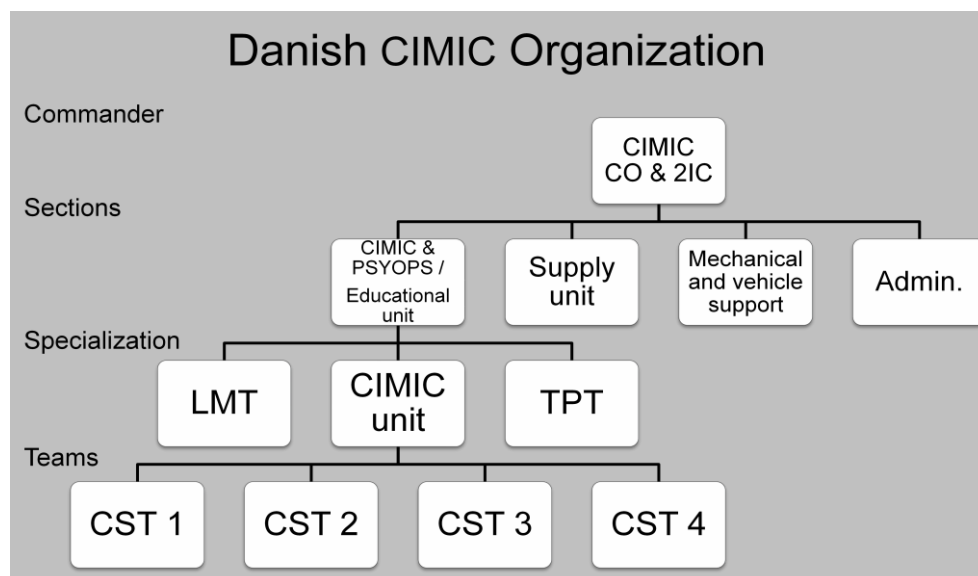 Danish CIMIC Organization
Commander
CIMIC
CO & 2IC
Sections
CIMIC &
PSYOPS /
Educational
unit
Supply
unit
Mechanical
and vehicle
support
Admin.
Specialization
LMT
CIMIC
unit
TPT
Teams
CST 1
CST 2
CST 3
CST 4